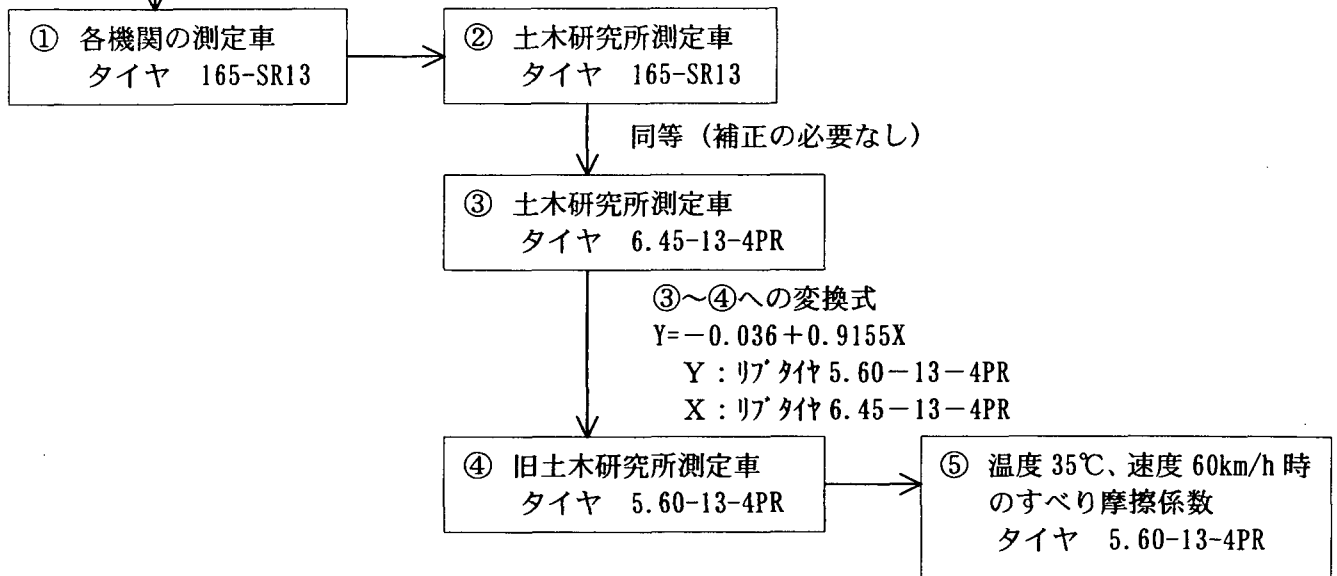 ① 各機関の測定車
タイヤ 165-SR13
② 土木研究所測定車
タイヤ 165-SR13
同等（補正の必要なし）
③ 土木研究所測定車
タイヤ 6.45-13-4PR
③～④への変換式
Y=－0.036＋0.9155X
Y：ﾘﾌﾞﾀｲﾔ5.60－13－4PR
X：ﾘﾌﾞﾀｲﾔ6.45－13－4PR
④ 旧土木研究所測定車
タイヤ 5.60-13-4PR
⑤ 温度 35℃、速度 60km/h 時
のすべり摩擦係数
タイヤ 5.60-13-4PR